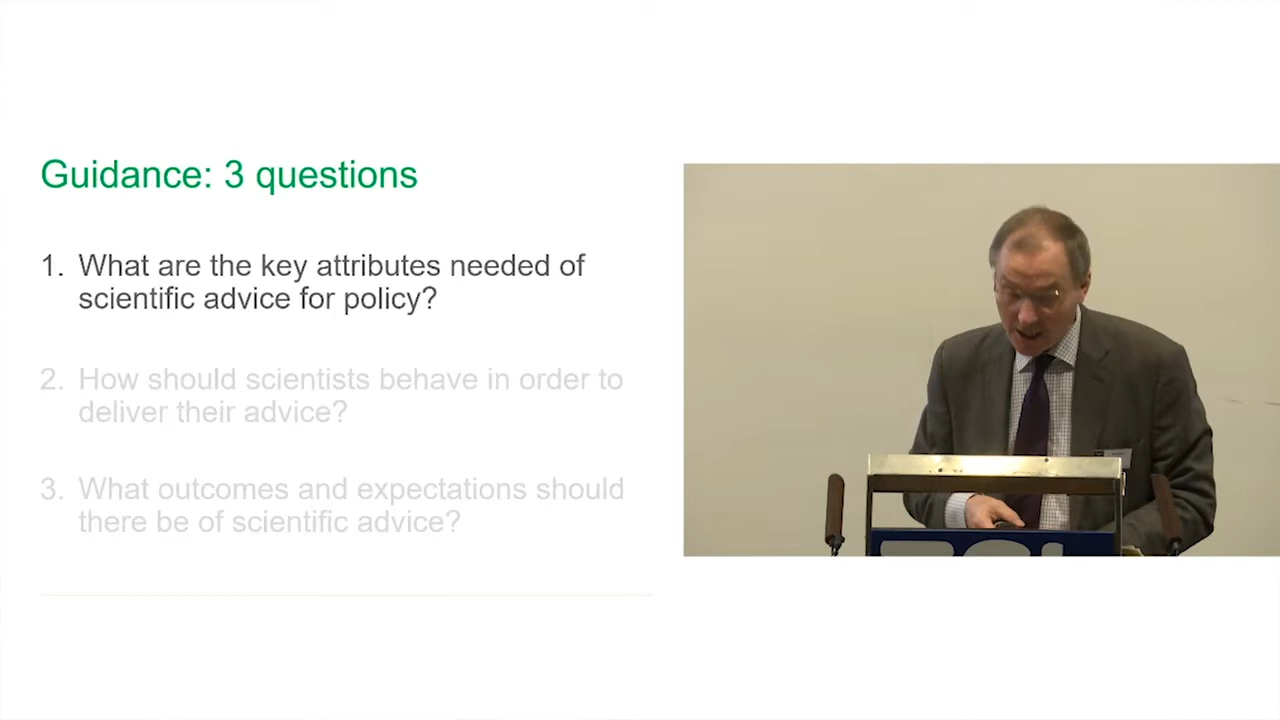 Guidance: 3 questions
1. What are the key attributes needed of
scientific advice for policy?
2. How should scientists behave in order to
deliver their advice?
3. What outcomes and expectations should
there be of scientific advice?